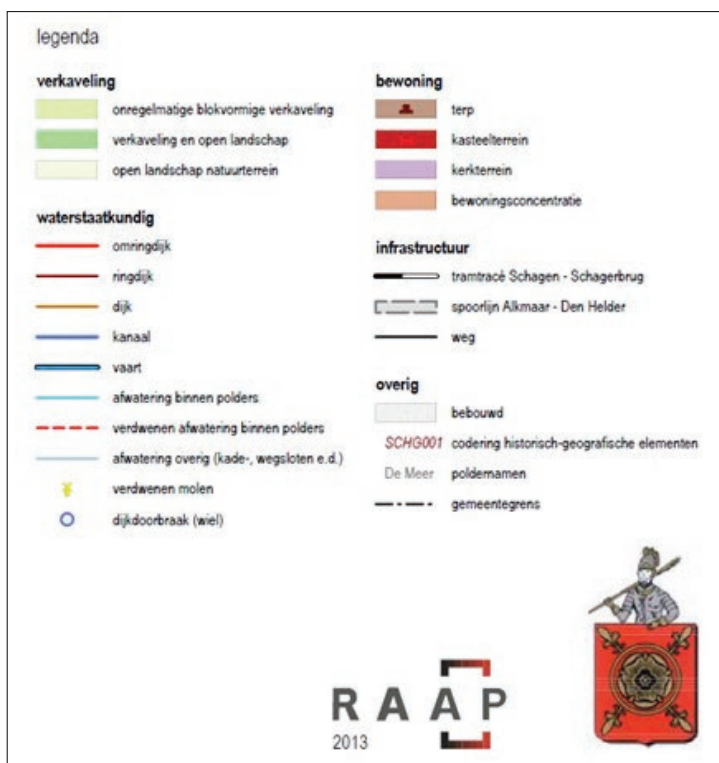 legenda
verkaveling
onregelmatige blokvormige verkaveling
verkaveling en open landschap
open landschap natuurterrein
waterstaatkundig
omringdijk
ringdijk
dijk
kanaal
vaart
afwatering binnen polders
verdwenen afwatering binnen polders
afwatering overig (kade-, wegsloten e.d.)
verdwenen molen
dijkdoorbraak (wiel)
bewoning
terp
kasteelterrein
kerkterrein
bewoningsconcentratie
infrastructuur
tramtracé Schagen - Schagerbrug
spoorlijn Alkmaar - Den Helder
weg
overig
bebouwd
SCHG001 codering historisch-geografische elementen
De Meer poldernamen
gemeentegrens
RAAP
2013